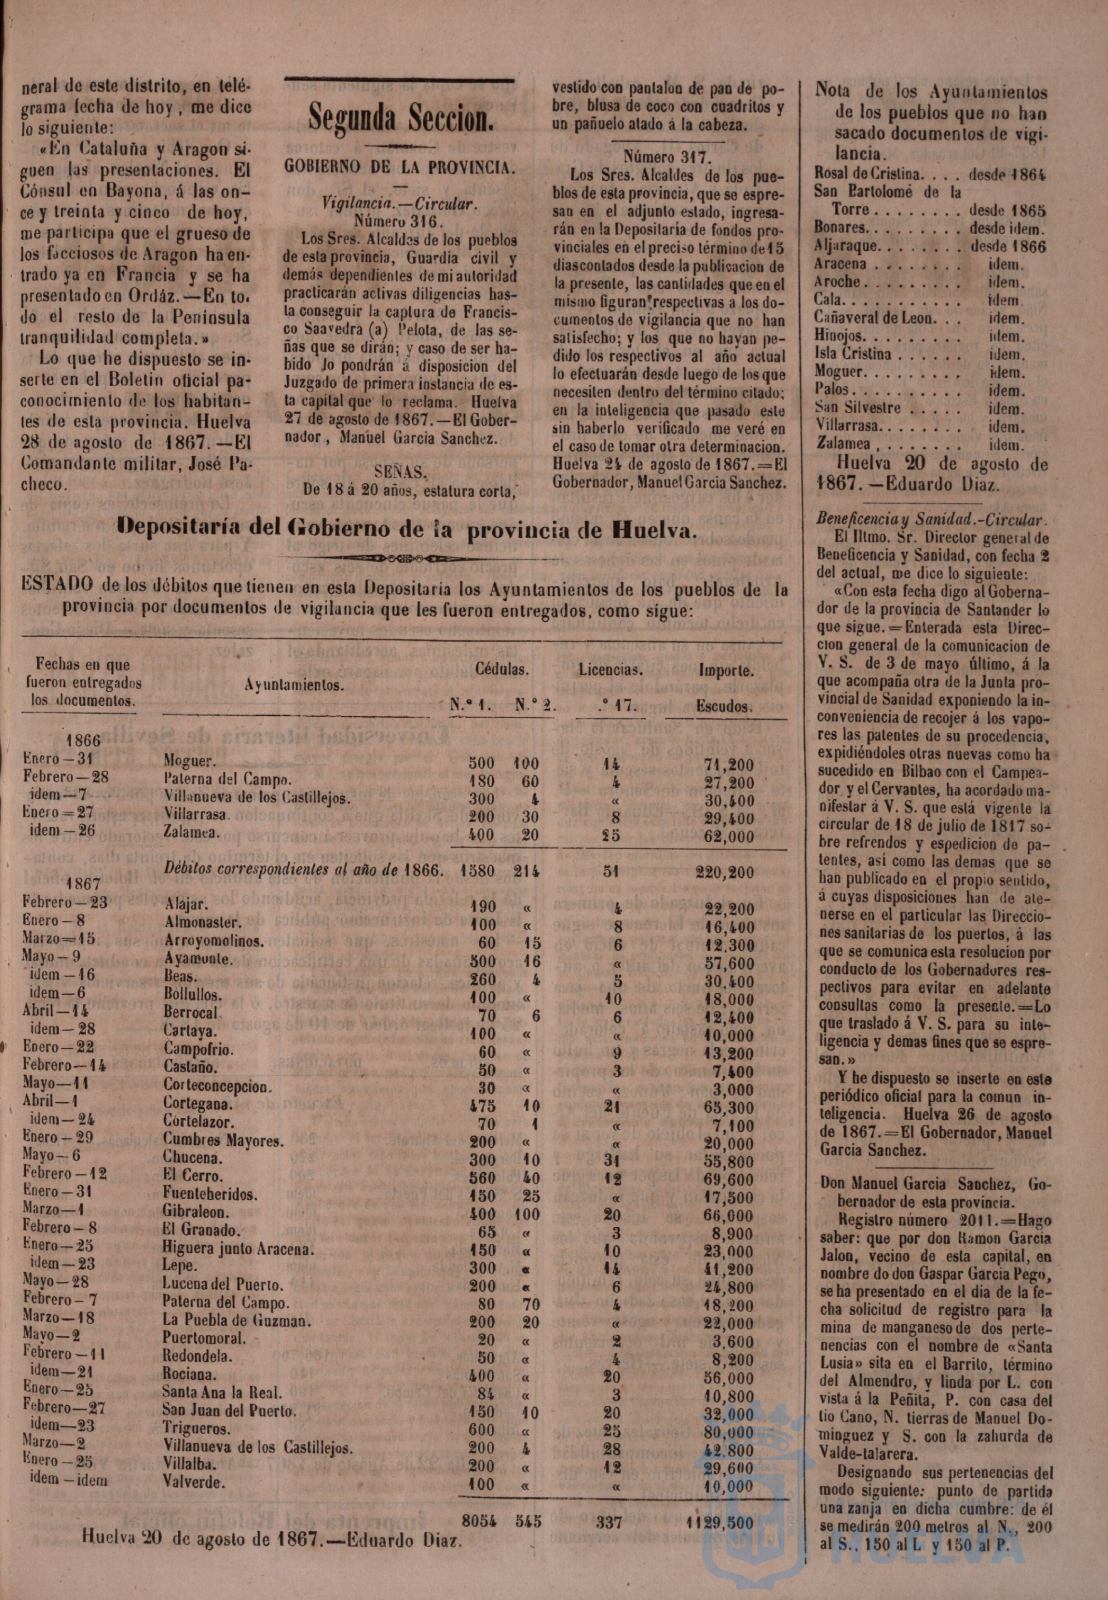 neral de este distrito, en telé-
grama fecha de hoy, me dice
lo siguiente:
«En Cataluña y Aragon si-
guen las presentaciones. El
Cónsul en Bayona, á las on-
ce y treinta y cinco de hoy,
me participa que el grueso de
los facciosos de Aragon ha en-
trado ya en Francia y se ha
presentado en Ordáz.—En to-
do el resto de la Península
tranquilidad completa.»
Lo que he dispuesto se in-
serte en el Boletin oficial pa-
conocimiento de los habitan-
tes de esta provincia. Huelva
28 de agosto de 1867.—El
Comandante militar, José Pa-
checo.
Segunda Seccion.
GOBIERNO DE LA PROVINCIA.
Vigilancia.—Circular.
Número 316.
Los Sres. Alcaldes de los pueblos
de esta provincia, Guardia civil y
demás dependientes de mi autoridad
practicarán activas diligencias has-
ta conseguir la captura de Francis-
co Saavedra (a) Pelota, de las se-
ñas que se dirán; y caso de ser ha-
bido lo pondrán á disposicion del
Juzgado de primera instancia de es-
ta capital que lo reclama. Huelva
27 de agosto de 1867.—El Gober-
nador, Manuel Garcia Sanchez.
SEÑAS.
De 18 á 20 años, estatura corta,
vestido con pantalon de pan de po-
bre, blusa de coco con cuadritos y
un pañuelo atado á la cabeza.
Número 317.
Los Sres. Alcaldes de los pue-
blos de esta provincia, que se espre-
san en el adjunto estado, ingresa-
rán en la Depositaria de fondos pro-
vinciales en el preciso término de 15
dias contados desde la publicacion de
la presente, las cantidades que en el
mismo figuran respectivas á los do-
cumentos de vigilancia que no han
satisfecho; y los que no hayan pe-
dido los respectivos al año actual
lo efectuarán desde luego de los que
necesiten dentro del término citado;
en la inteligencia que pasado este
sin haberlo verificado me veré en
el caso de tomar otra determinacion.
Huelva 24 de agosto de 1867.=El
Gobernador, Manuel Garcia Sanchez.
Depositaría del Gobierno de la provincia de Huelva.
ESTADO de los débitos que tienen en esta Depositaría los Ayuntamientos de los pueblos de la
provincia por documentos de vigilancia que les fueron entregados, como sigue:
Fechas en que fueron entregados los documentos. Ayuntamientos. Cédulas. Licencias. Importe.
N.º 1. N.º 2. .º 17. Escudos.
1866
Enero—31 Moguer. 500 100 14 71,200
Febrero—28 Paterna del Campo. 180 60 4 27,200
idem—7 Villanueva de los Castillejos. 300 4 « 30,400
Enero=27 Villarrasa. 200 30 8 29,400
idem—26 Zalamea. 400 20 25 62,000
Débitos correspondientes al año de 1866. 1580 214 51 220,200
1867
Febrero—23 Alajar. 190 « 4 22,200
Enero—8 Almonaster. 100 « 8 16,400
Marzo=15 Arroyomolinos. 60 15 6 12,300
Mayo—9 Ayamonte. 500 16 « 57,600
idem—16 Beas. 260 4 5 30,400
idem—6 Bollullos. 100 « 10 18,000
Abril—14 Berrocal. 70 6 6 12,400
idem—28 Cartaya. 100 « « 10,000
Enero—22 Campofrio. 60 « 9 13,200
Febrero—14 Castaño. 50 « 3 7,400
Mayo—11 Corteconcepcion. 30 « « 3,000
Abril—1 Cortegana. 475 10 21 65,300
idem—24 Cortelazor. 70 1 « 7,100
Enero—29 Cumbres Mayores. 200 « « 20,000
Mayo—6 Chucena. 300 10 31 55,800
Febrero—12 El Cerro. 560 40 12 69,600
Enero—31 Fuenteheridos. 150 25 « 17,500
Marzo—1 Gibraleon. 400 100 20 66,000
Febrero—8 El Granado. 65 « 3 8,900
Enero—25 Higuera junto Aracena. 150 « 10 23,000
idem—23 Lepe. 300 « 14 41,200
Mayo—28 Lucena del Puerto. 200 « 6 24,800
Febrero—7 Paterna del Campo. 80 70 4 18,200
Marzo—18 La Puebla de Guzman. 200 20 « 22,000
Mayo—2 Puertomoral. 20 « 2 3,600
Febrero—11 Redondela. 50 « 4 8,200
idem—21 Rociana. 400 « 20 56,000
Enero—25 Santa Ana la Real. 84 « 3 10,800
Febrero—27 San Juan del Puerto. 150 10 20 32,000
idem—23 Trigueros. 600 « 25 80,000
Marzo—2 Villanueva de los Castillejos. 200 4 28 42,800
Enero—25 Villalba. 200 « 12 29,600
idem—idem Valverde. 100 « « 10,000
8054 545 337 1129,500
Huelva 20 de agosto de 1867.—Eduardo Diaz.
Nota de los Ayuntamientos
de los pueblos que no han
sacado documentos de vigi-
lancia.
Rosal de Cristina. . . . desde 1864
San Bartolomé de la
Torre . . . . . . . . desde 1865
Bonares. . . . . . . . . desde idem.
Aljaraque. . . . . . . . desde 1866
Aracena . . . . . . . . idem.
Aroche . . . . . . . . . idem.
Cala. . . . . . . . . . . idem.
Cañaveral de Leon. . . idem.
Hinojos. . . . . . . . . idem.
Isla Cristina . . . . . . idem.
Moguer. . . . . . . . . idem.
Palos. . . . . . . . . . idem.
San Silvestre . . . . . idem.
Villarrasa. . . . . . . . idem.
Zalamea , . . . . . . . idem.
Huelva 20 de agosto de
1867.—Eduardo Diaz.
Beneficencia y Sanidad.-Circular.
El Iltmo. Sr. Director general de
Beneficencia y Sanidad, con fecha 2
del actual, me dice lo siguiente:
«Con esta fecha digo al Goberna-
dor de la provincia de Santander lo
que sigue.=Enterada esta Direc-
cion general de la comunicacion de
V. S. de 3 de mayo último, á la
que acompaña otra de la Junta pro-
vincial de Sanidad exponiendo la in-
conveniencia de recojer á los vapo-
res las patentes de su procedencia,
expidiéndoles otras nuevas como ha
sucedido en Bilbao con el Campea-
dor y el Cervantes, ha acordado ma-
nifestar á V. S. que está vigente la
circular de 18 de julio de 1817 so-
bre refrendos y espedicion de pa-
tentes, así como las demas que se
han publicado en el propio sentido,
á cuyas disposiciones han de ate-
nerse en el particular las Direccio-
nes sanitarias de los puertos, á las
que se comunica esta resolucion por
conducto de los Gobernadores res-
pectivos para evitar en adelante
consultas como la presente.=Lo
que traslado á V. S. para su inte-
ligencia y demas fines que se espre-
san.»
Y he dispuesto se inserte en este
periódico oficial para la comun in-
teligencia. Huelva 26 de agosto
de 1867.=El Gobernador, Manuel
Garcia Sanchez.
Don Manuel Garcia Sanchez, Go-
bernador de esta provincia.
Registro número 2011.=Hago
saber: que por don Ramon Garcia
Jalon, vecino de esta capital, en
nombre do don Gaspar Garcia Pego,
se ha presentado en el dia de la fe-
cha solicitud de registro para la
mina de manganeso de dos perte-
nencias con el nombre de «Santa
Lusia» sita en el Barrito, término
del Almendro, y linda por L. con
vista á la Peñita, P. con casa del
tio Cano, N. tierras de Manuel Do-
minguez y S. con la zahurda de
Valde-talarera.
Designando sus pertenencias del
modo siguiente: punto de partida
una zanja en dicha cumbre: de él
se medirán 200 metros al N., 200
al S., 150 al L y 150 al P.
HUELVA